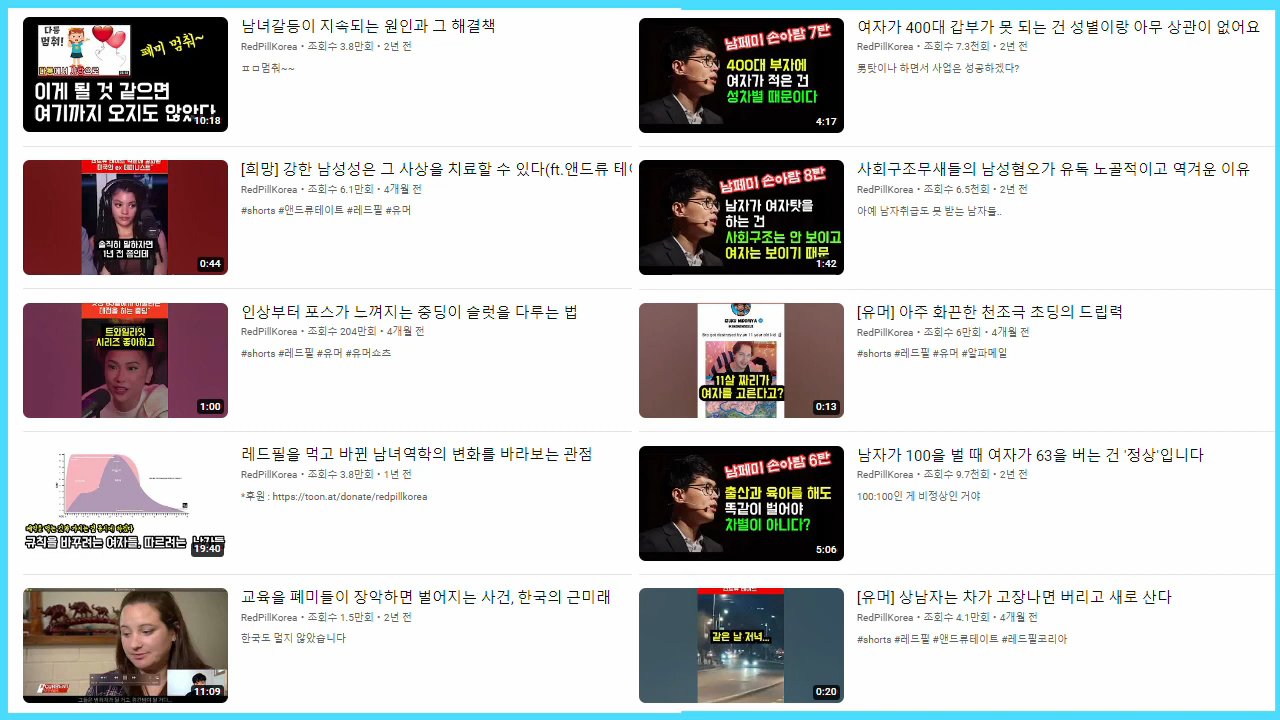 다툼
멈춰!
페미 멈춰~
이게 될 것 같으면
여기까지 오지도 않았다
10:18
남녀갈등이 지속되는 원인과 그 해결책
RedPillKorea • 조회수 3.8만회 • 2년 전
ㅍㅁ멈춰~~
솔직히 말하자면
1년 전 쯤인데
0:44
[희망] 강한 남성성은 그 사상을 치료할 수 있다(ft.앤드류 테이
RedPillKorea • 조회수 6.1만회 • 4개월 전
#shorts #앤드류테이트 #레드필 #유머
트와일라잇
시리즈 좋아하고
1:00
인상부터 포스가 느껴지는 중딩이 슬럿을 다루는 법
RedPillKorea • 조회수 204만회 • 4개월 전
#shorts #레드필 #유머 #유머쇼츠
규칙을 바꾸려는 여자들, 따르려는 남자들
19:40
레드필을 먹고 바뀐 남녀역학의 변화를 바라보는 관점
RedPillKorea • 조회수 3.8만회 • 1년 전
*후원 : https://toon.at/donate/redpillkorea
11:09
교육을 폐미들이 장악하면 벌어지는 사건, 한국의 근미래
RedPillKorea • 조회수 1.5만회 • 2년 전
한국도 멀지 않았습니다
남페미 손아람 7탄
400대 부자에
여자가 적은 건
성차별 때문이다
4:17
여자가 400대 갑부가 못 되는 건 성별이랑 아무 상관이 없어요
RedPillKorea • 조회수 7.3천회 • 2년 전
男탓이나 하면서 사업은 성공하겠다?
남페미 손아람 8탄
남자가 여자탓을
하는 건
사회구조는 안 보이고
여자는 보이기 때문
1:42
사회구조무새들의 남성혐오가 유독 노골적이고 역겨운 이유
RedPillKorea • 조회수 6.5천회 • 2년 전
아예 남자취급도 못 받는 남자들..
11살 짜리가
여자를 고른다고?
0:13
[유머] 아주 화끈한 천조극 초딩의 드립력
RedPillKorea • 조회수 6만회 • 4개월 전
#shorts #레드필 #유머 #알파메일
남페미 손아람 6탄
출산과 육아를 해도
똑같이 벌어야
차별이 아니다?
5:06
남자가 100을 벌 때 여자가 63을 버는 건 '정상'입니다
RedPillKorea • 조회수 9.7천회 • 2년 전
100:100인 게 비정상인 거야
같은 날 저녁...
0:20
[유머] 상남자는 차가 고장나면 버리고 새로 산다
RedPillKorea • 조회수 4.1만회 • 4개월 전
#shorts #레드필 #앤드류테이트 #레드필코리아